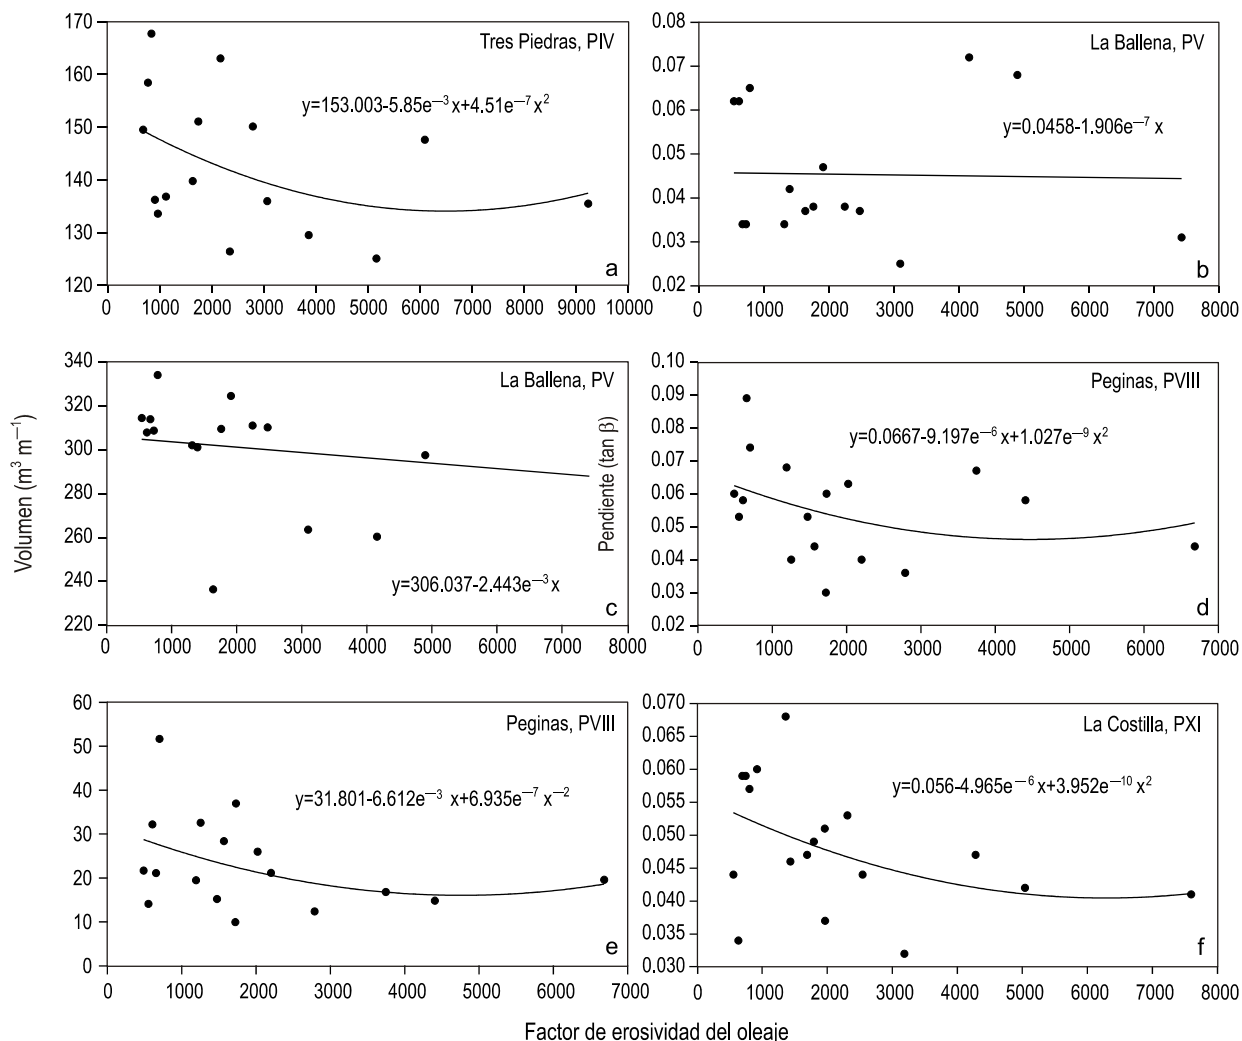 170
160
150
140
130
120
Tres Piedras, PIV
y=153.003-5.85e−3 x+4.51e−7 x2
a
0 1000 2000 3000 4000 5000 6000 7000 8000 9000 10000
0.08
0.07
0.06
0.05
0.04
0.03
0.02
La Ballena, PV
y=0.0458-1.906e−7 x
b
0 1000 2000 3000 4000 5000 6000 7000 8000
Volumen (m3 m−1)
340
320
300
280
260
240
220
La Ballena, PV
y=306.037-2.443e−3 x
c
0 1000 2000 3000 4000 5000 6000 7000 8000
Pendiente (tan β)
0.10
0.09
0.08
0.07
0.06
0.05
0.04
0.03
0.02
Peginas, PVIII
y=0.0667-9.197e−6 x+1.027e−9 x2
d
0 1000 2000 3000 4000 5000 6000 7000
60
50
40
30
20
10
0
Peginas, PVIII
y=31.801-6.612e−3 x+6.935e−7 x−2
e
0 1000 2000 3000 4000 5000 6000 7000
0.070
0.065
0.060
0.055
0.050
0.045
0.040
0.035
0.030
La Costilla, PXI
y=0.056-4.965e−6 x+3.952e−10 x2
f
0 1000 2000 3000 4000 5000 6000 7000 8000
Factor de erosividad del oleaje